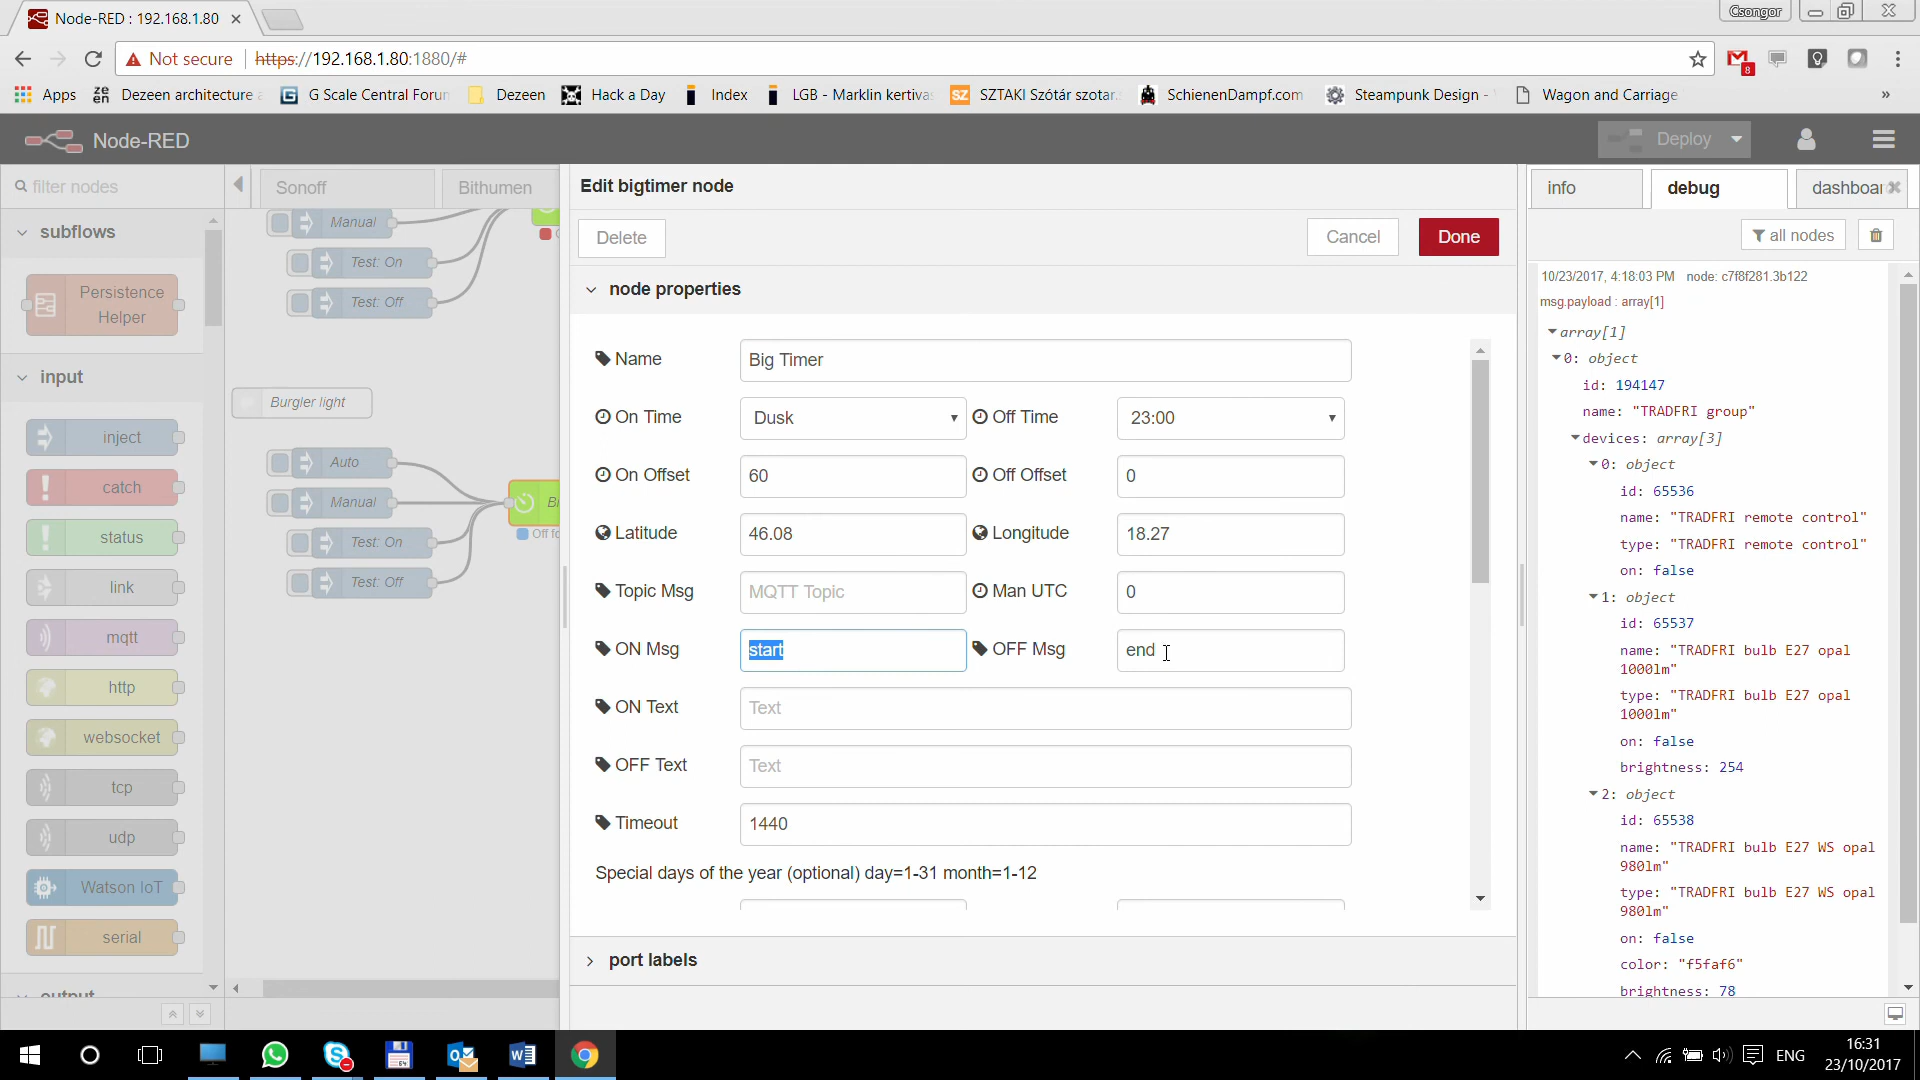 Node-RED : 192.168.1.80
Csongor
Not secure
https://192.168.1.80:1880/#
8
Apps
ze en
Dezeen architecture
G Scale Central Forum
Dezeen
Hack a Day
Index
LGB - Marklin kertiva
SZ
SZTAKI Szótár szotar.
SchienenDampf.com
Steampunk Design -
Wagon and Carriage
»
Node-RED
Deploy
filter nodes
subflows
Persistence
Helper
input
inject
catch
status
link
mqtt
http
websocket
tcp
udp
Watson IoT
serial
output
Sonoff
Bithumen
Manual
Test: On
Test: Off
Burgler light
Auto
Manual
Test: On
Test: Off
Off fo
Edit bigtimer node
Delete
Cancel
Done
node properties
Name
Big Timer
On Time
Dusk
Off Time
23:00
On Offset
60
Off Offset
0
Latitude
46.08
Longitude
18.27
Topic Msg
MQTT Topic
Man UTC
0
ON Msg
start
OFF Msg
end
ON Text
Text
OFF Text
Text
Timeout
1440
Special days of the year (optional) day=1-31 month=1-12
port labels
info
debug
dashboar
all nodes
10/23/2017, 4:18:03 PM node: c7f8f281.3b122
msg.payload : array[1]
array[1]
0: object
id: 194147
name: "TRADFRI group"
devices: array[3]
0: object
id: 65536
name: "TRADFRI remote control"
type: "TRADFRI remote control"
on: false
1: object
id: 65537
name: "TRADFRI bulb E27 opal
1000lm"
type: "TRADFRI bulb E27 opal
1000lm"
on: false
brightness: 254
2: object
id: 65538
name: "TRADFRI bulb E27 WS opal
980lm"
type: "TRADFRI bulb E27 WS opal
980lm"
on: false
color: "f5faf6"
brightness: 78
ENG
16:31
23/10/2017